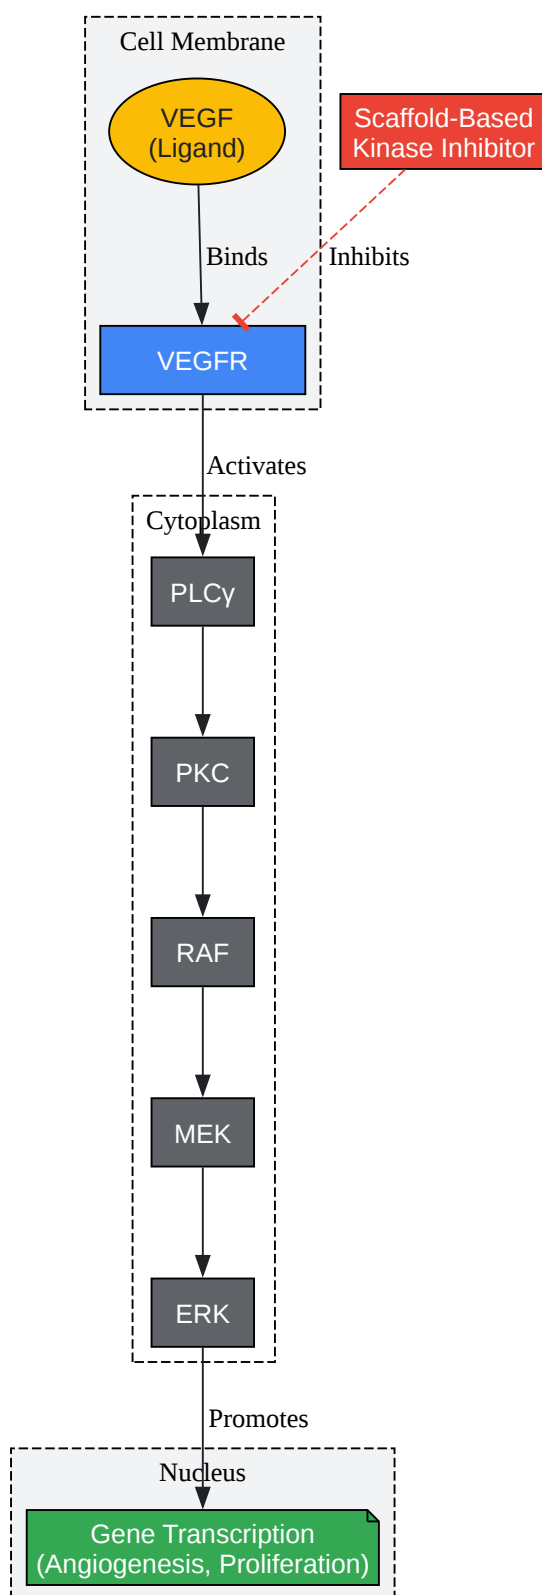 Cell Membrane
VEGF
(Ligand)
Scaffold-Based
Kinase Inhibitor
Binds
Inhibits
VEGFR
Activates
Cytoplasm
PLCγ
PKC
RAF
MEK
ERK
Promotes
Nucleus
Gene Transcription
(Angiogenesis, Proliferation)